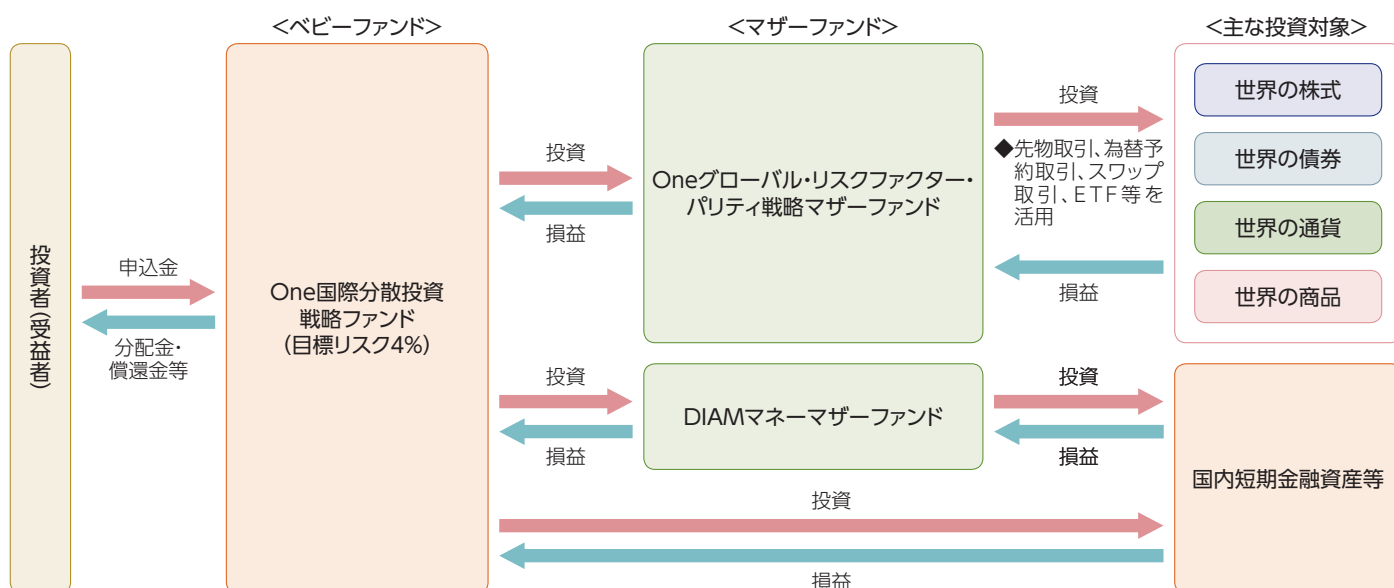 <ベビーファンド>
<マザーファンド>
<主な投資対象>
投資者(受益者)
申込金
分配金・
償還金等
One国際分散投資
戦略ファンド
(目標リスク4%)
投資
損益
Oneグローバル・リスクファクター・
パリティ戦略マザーファンド
投資
◆先物取引、為替予
約取引、スワップ
取引、ETF等を
活用
損益
世界の株式
世界の債券
世界の通貨
世界の商品
投資
損益
DIAMマネーマザーファンド
投資
損益
国内短期金融資産等
投資
損益